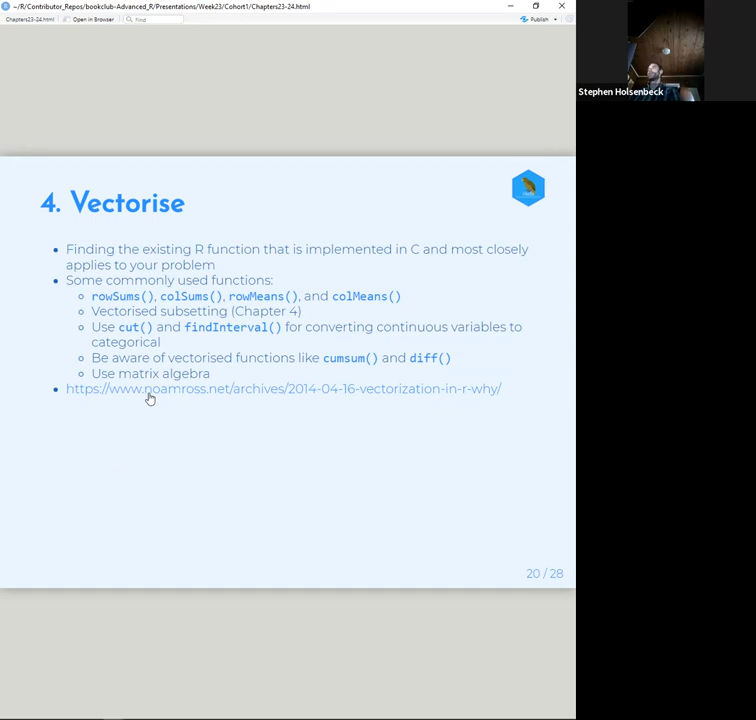 ~/R/Contributor_Repos/bookclub-Advanced_R/Presentations/Week23/Cohort1/Chapters23-24.html
Chapters23-24.html
Open in Browser
Find
Publish
Stephen Holsenbeck
4. Vectorise
• Finding the existing R function that is implemented in C and most closely
applies to your problem
• Some commonly used functions:
◦ rowSums(), colSums(), rowMeans(), and colMeans()
◦ Vectorised subsetting (Chapter 4)
◦ Use cut() and findInterval() for converting continuous variables to
categorical
◦ Be aware of vectorised functions like cumsum() and diff()
◦ Use matrix algebra
• https://www.noamross.net/archives/2014-04-16-vectorization-in-r-why/
20 / 28